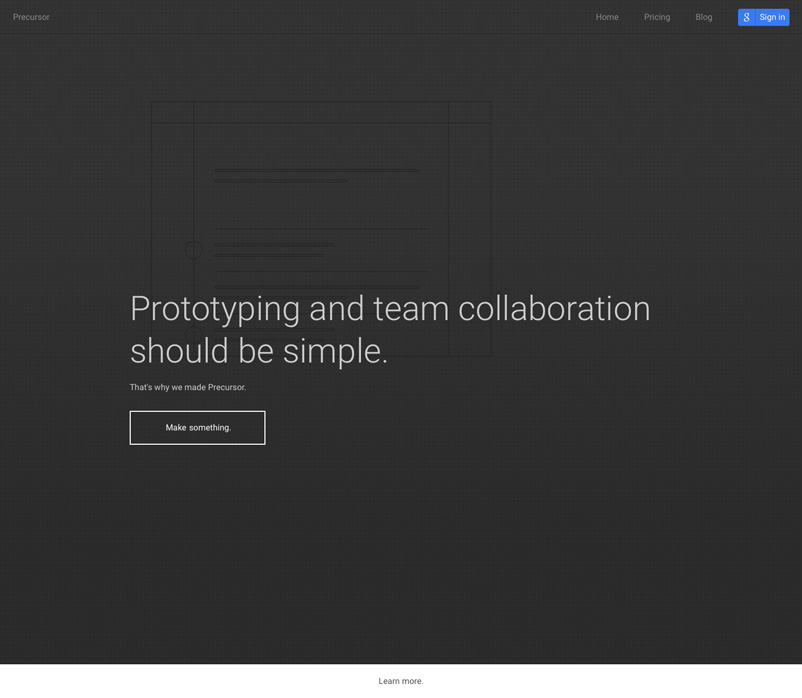 Precursor
Home
Pricing
Blog
8 Sign in
Prototyping and team collaboration
should be simple.
That's why we made Precursor.
Make something.
Learn more.